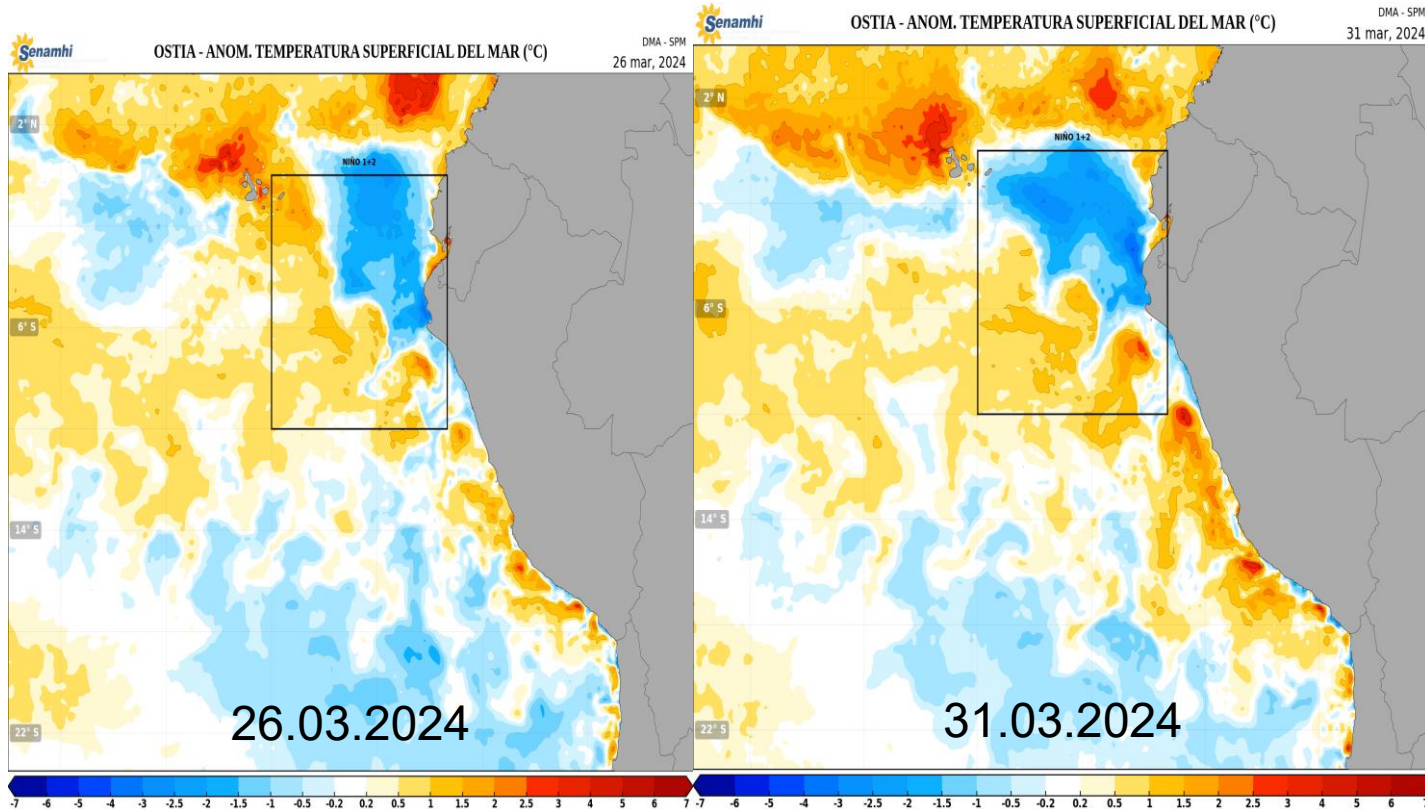 Senamhi
OSTIA - ANOM. TEMPERATURA SUPERFICIAL DEL MAR (°C)
DMA - SPM
26 mar, 2024
2° N
NIÑO 1+2
6° S
14° S
22° S
26.03.2024
-7 -6 -5 -4 -3 -2.5 -2 -1.5 -1 -0.5 -0.2 0.2 0.5 1 1.5 2 2.5 3 4 5 6 7
Senamhi
OSTIA - ANOM. TEMPERATURA SUPERFICIAL DEL MAR (°C)
DMA - SPM
31 mar, 2024
2° N
NIÑO 1+2
6° S
14° S
22° S
31.03.2024
-7 -6 -5 -4 -3 -2.5 -2 -1.5 -1 -0.5 -0.2 0.2 0.5 1 1.5 2 2.5 3 4 5 6